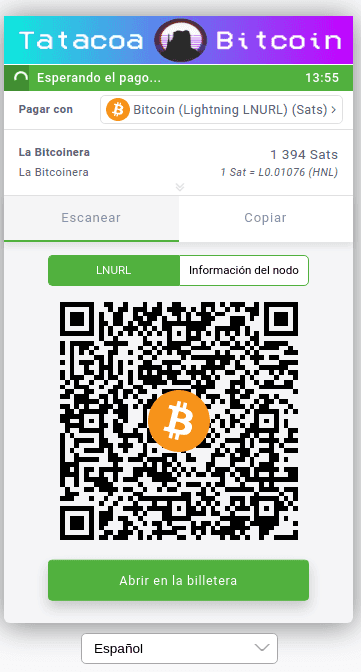 Tatacoa Bitcoin
Esperando el pago... 13:55
Pagar con Bitcoin (Lightning LNURL) (Sats) ›
La Bitcoinera 1 394 Sats
La Bitcoinera 1 Sat = L0.01076 (HNL)
Escanear Copiar
LNURL Información del nodo
Abrir en la billetera
Español